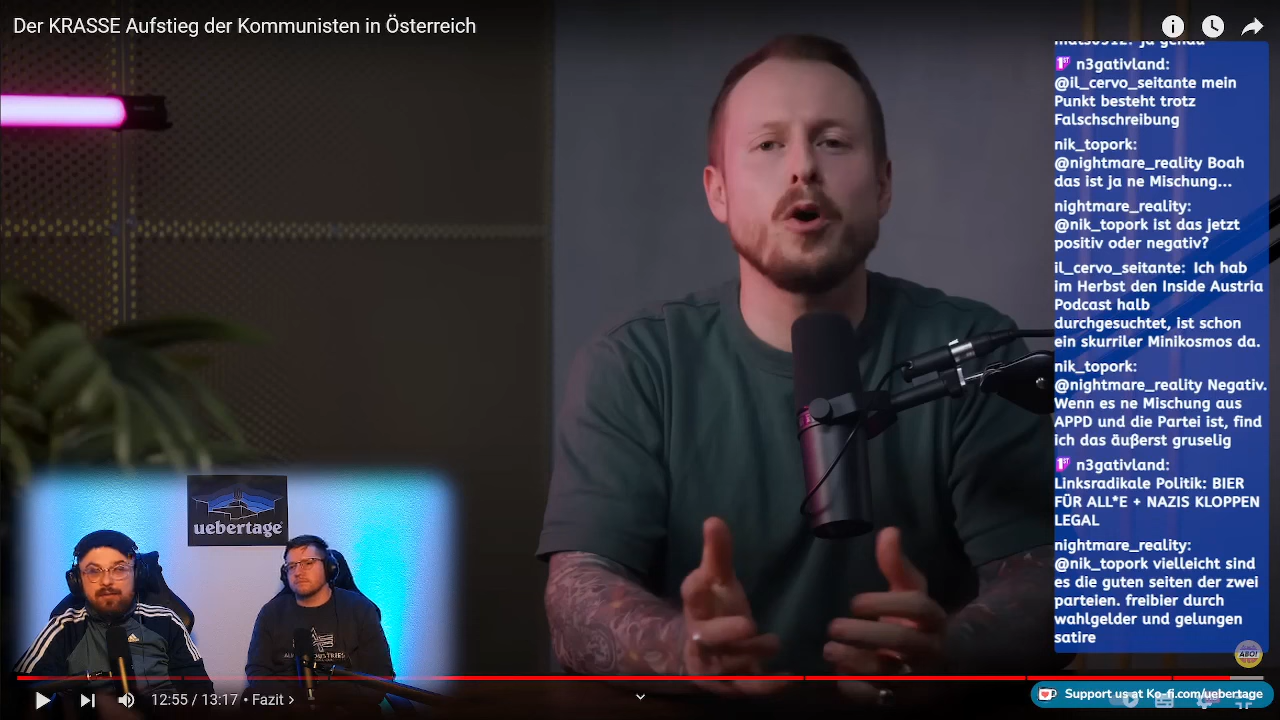 Der KRASSE Aufstieg der Kommunisten in Österreich
n3gativland:
@il_cervo_seitante mein
Punkt besteht trotz
Falschschreibung
nik_topork:
@nightmare_reality Boah
das ist ja ne Mischung...
nightmare_reality:
@nik_topork ist das jetzt
positiv oder negativ?
il_cervo_seitante: Ich hab
im Herbst den Inside Austria
Podcast halb
durchgesuchtet, ist schon
ein skurriler Minikosmos da.
nik_topork:
@nightmare_reality Negativ.
Wenn es ne Mischung aus
APPD und die Partei ist, find
ich das äußerst gruselig
n3gativland:
Linksradikale Politik: BIER
FÜR ALL*E + NAZIS KLOPPEN
LEGAL
nightmare_reality:
@nik_topork vielleicht sind
es die guten seiten der zwei
parteien. freibier durch
wahlgelder und gelungen
satire
ABO!
uebertage
adidas
12:55 / 13:17 • Fazit
Support us at Ko-fi.com/uebertage